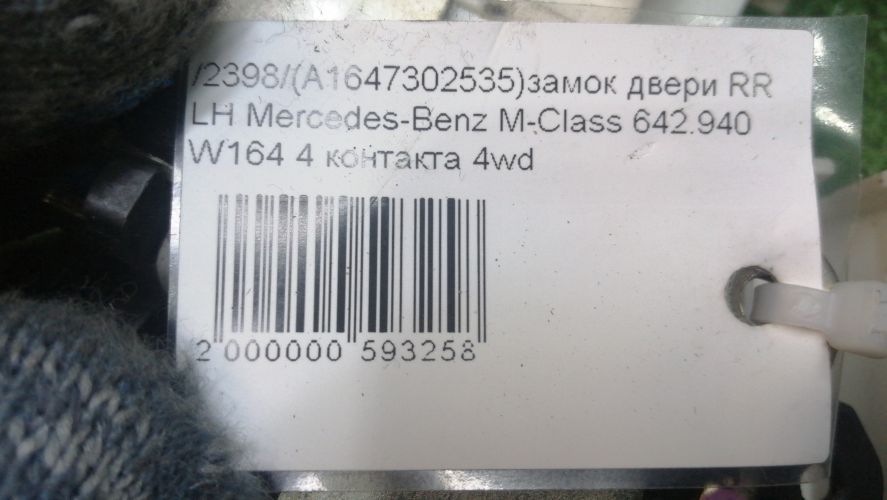 /2398/(A1647302535)замок двери RR
LH Mercedes-Benz M-Class 642.940
W164 4 контакта 4wd
2 000000 593258